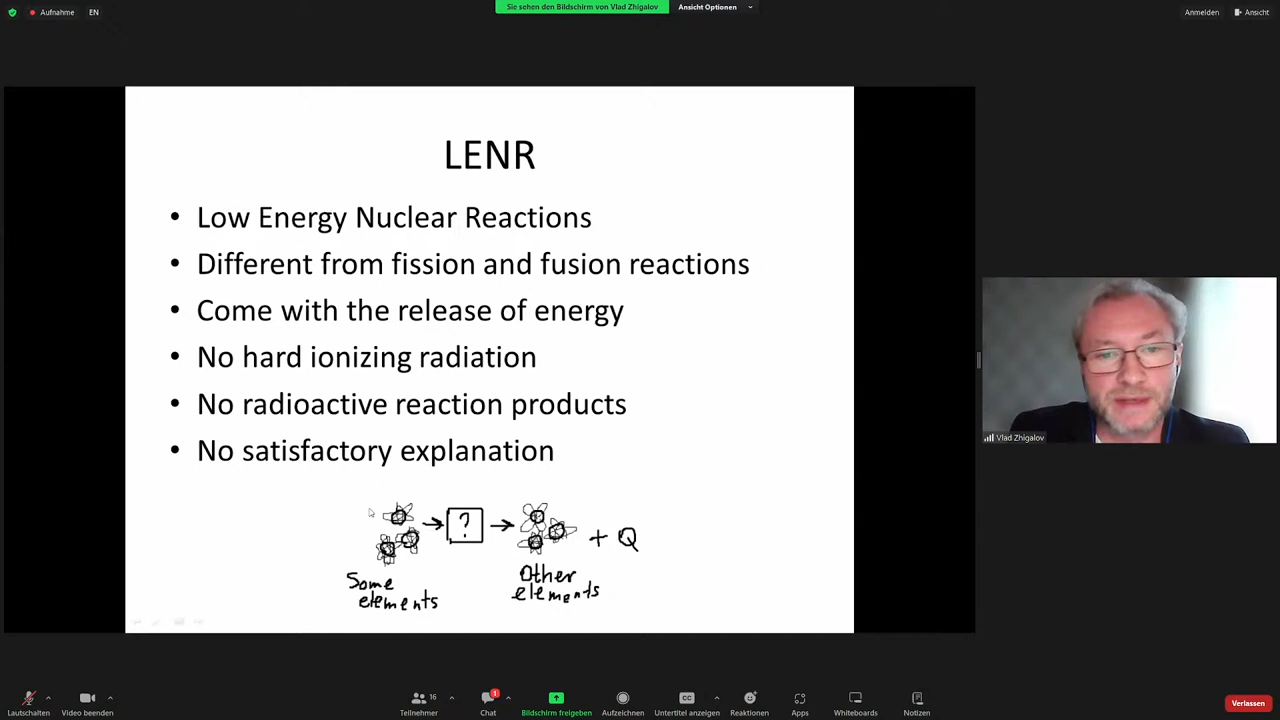 Aufnahme
EN
Sie sehen den Bildschirm von Vlad Zhigalov
Ansicht Optionen
Anmelden
Ansicht
LENR
• Low Energy Nuclear Reactions
• Different from fission and fusion reactions
• Come with the release of energy
• No hard ionizing radiation
• No radioactive reaction products
• No satisfactory explanation
? + Q
Some elements
Other elements
Vlad Zhigalov
Lautschalten
Video beenden
16
Teilnehmer
1
Chat
Bildschirm freigeben
Aufzeichnen
CC
Untertitel anzeigen
Reaktionen
Apps
Whiteboards
Notizen
Verlassen